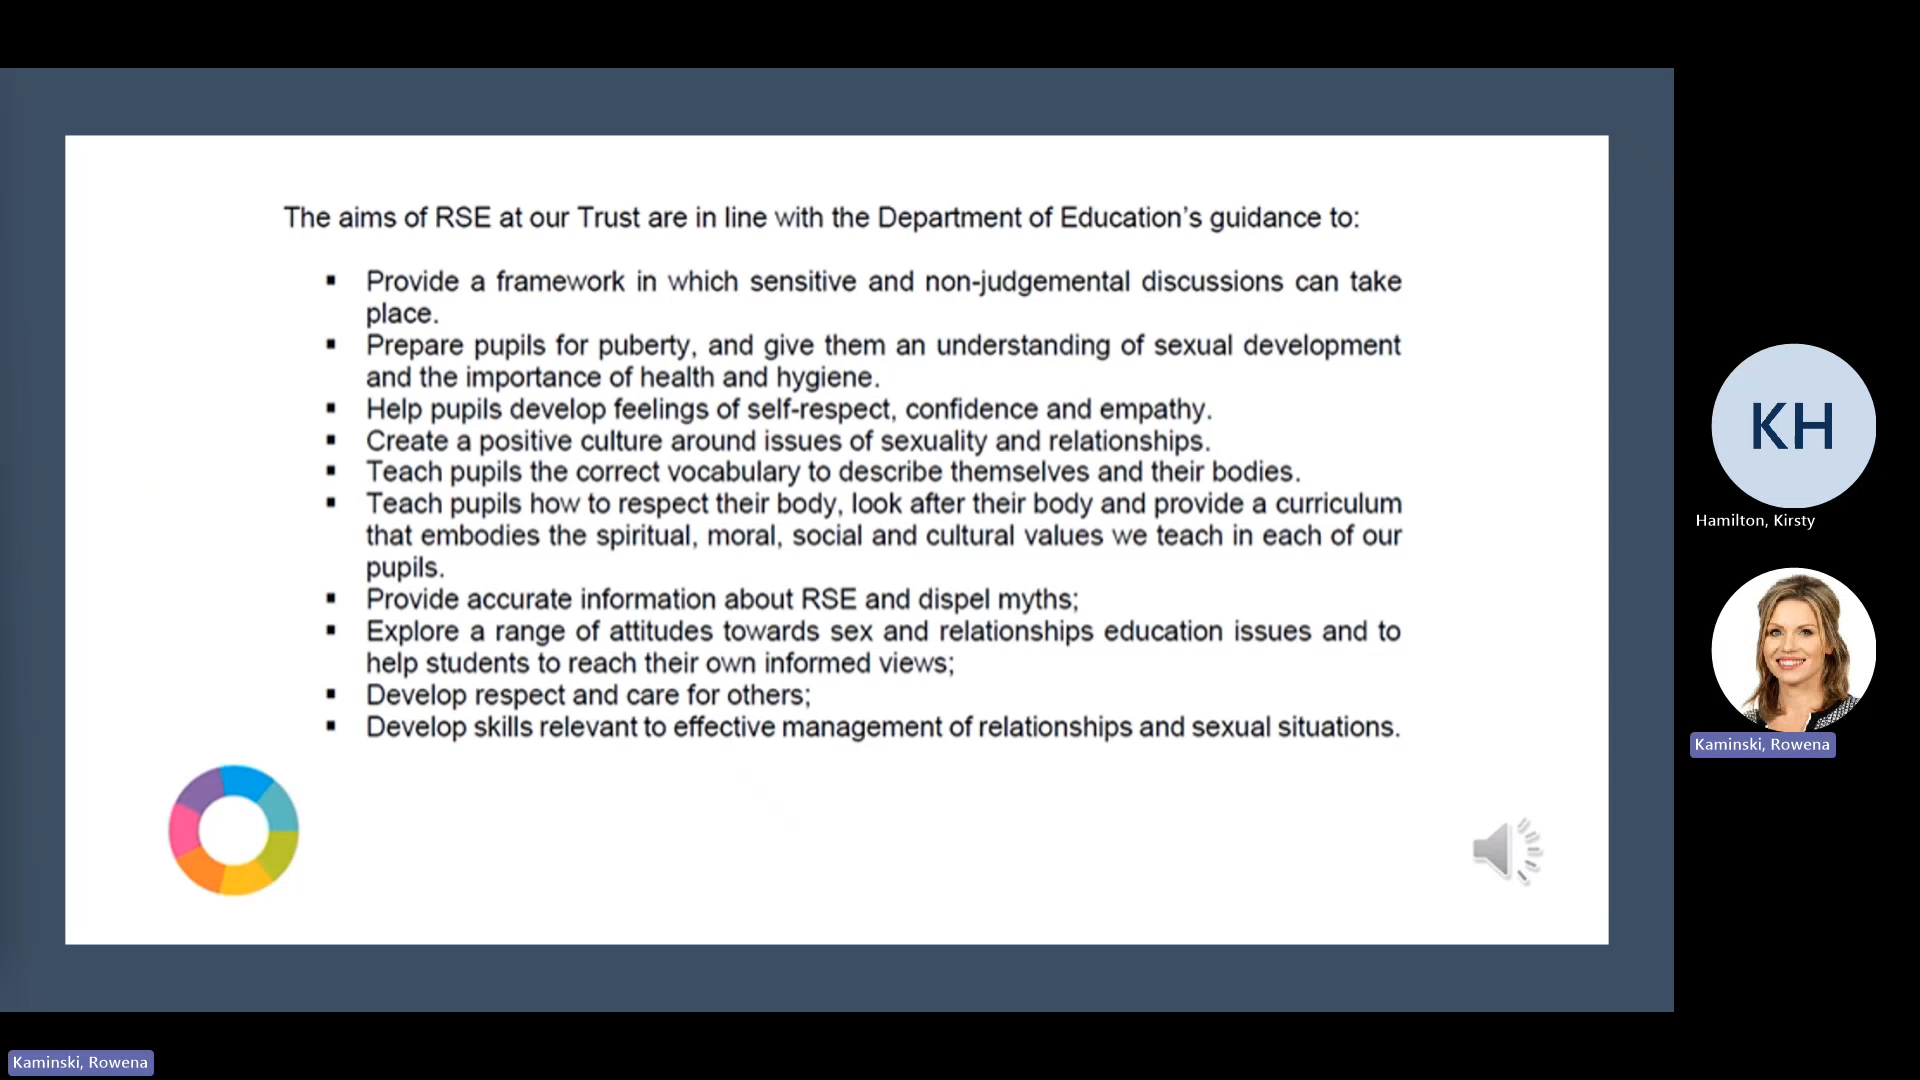 The aims of RSE at our Trust are in line with the Department of Education's guidance to:
▪ Provide a framework in which sensitive and non-judgemental discussions can take
place.
▪ Prepare pupils for puberty, and give them an understanding of sexual development
and the importance of health and hygiene.
▪ Help pupils develop feelings of self-respect, confidence and empathy.
▪ Create a positive culture around issues of sexuality and relationships.
▪ Teach pupils the correct vocabulary to describe themselves and their bodies.
▪ Teach pupils how to respect their body, look after their body and provide a curriculum
that embodies the spiritual, moral, social and cultural values we teach in each of our
pupils.
▪ Provide accurate information about RSE and dispel myths;
▪ Explore a range of attitudes towards sex and relationships education issues and to
help students to reach their own informed views;
▪ Develop respect and care for others;
▪ Develop skills relevant to effective management of relationships and sexual situations.
KH
Hamilton, Kirsty
Kaminski, Rowena
Kaminski, Rowena